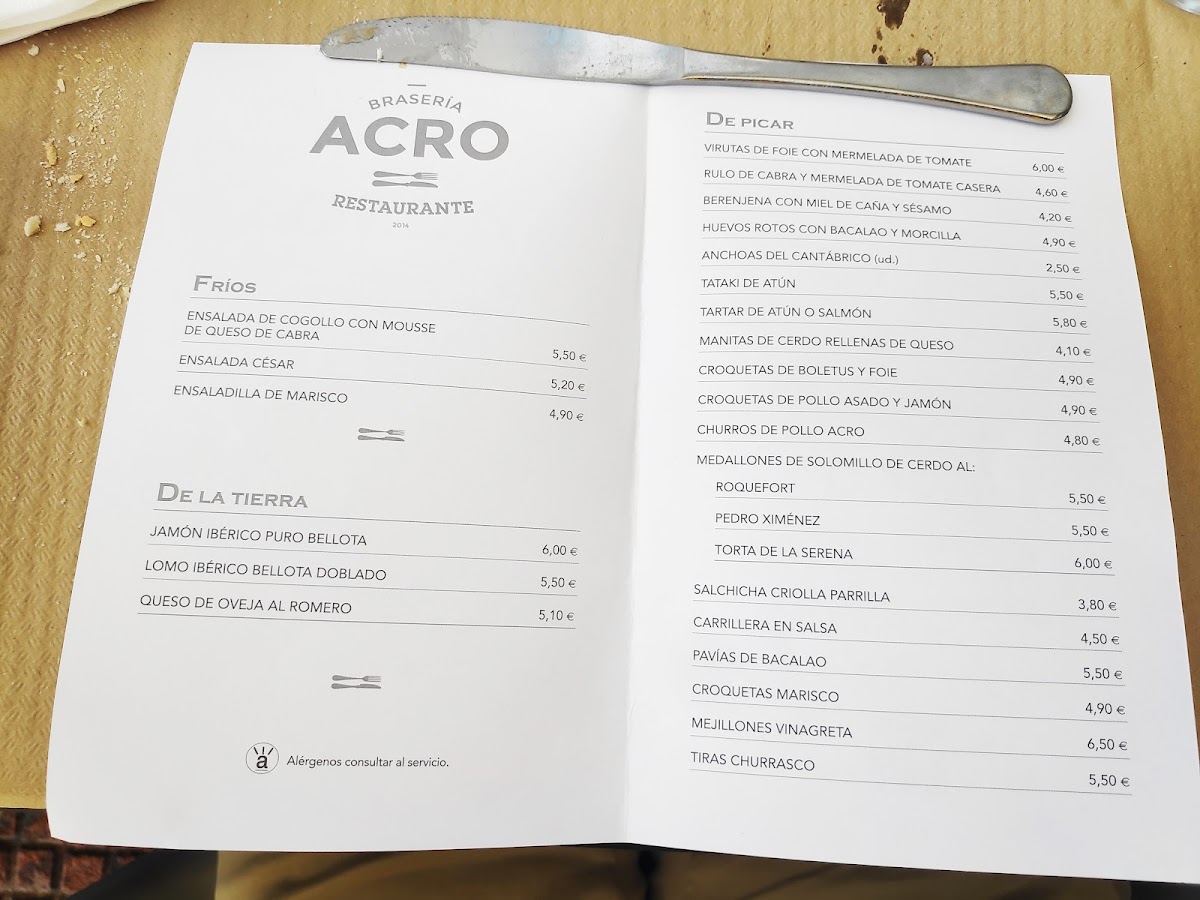 BRASERÍA
ACRO
RESTAURANTE
2014
FRÍOS
ENSALADA DE COGOLLO CON MOUSSE
DE QUESO DE CABRA 5,50 €
ENSALADA CÉSAR 5,20 €
ENSALADILLA DE MARISCO 4,90 €
DE LA TIERRA
JAMÓN IBÉRICO PURO BELLOTA 6,00 €
LOMO IBÉRICO BELLOTA DOBLADO 5,50 €
QUESO DE OVEJA AL ROMERO 5,10 €
a Alérgenos consultar al servicio.
DE PICAR
VIRUTAS DE FOIE CON MERMELADA DE TOMATE 6,00 €
RULO DE CABRA Y MERMELADA DE TOMATE CASERA 4,60 €
BERENJENA CON MIEL DE CAÑA Y SÉSAMO 4,20 €
HUEVOS ROTOS CON BACALAO Y MORCILLA 4,90 €
ANCHOAS DEL CANTÁBRICO (ud.) 2,50 €
TATAKI DE ATÚN 5,50 €
TARTAR DE ATÚN O SALMÓN 5,80 €
MANITAS DE CERDO RELLENAS DE QUESO 4,10 €
CROQUETAS DE BOLETUS Y FOIE 4,90 €
CROQUETAS DE POLLO ASADO Y JAMÓN 4,90 €
CHURROS DE POLLO ACRO 4,80 €
MEDALLONES DE SOLOMILLO DE CERDO AL:
ROQUEFORT 5,50 €
PEDRO XIMÉNEZ 5,50 €
TORTA DE LA SERENA 6,00 €
SALCHICHA CRIOLLA PARRILLA 3,80 €
CARRILLERA EN SALSA 4,50 €
PAVÍAS DE BACALAO 5,50 €
CROQUETAS MARISCO 4,90 €
MEJILLONES VINAGRETA 6,50 €
TIRAS CHURRASCO 5,50 €